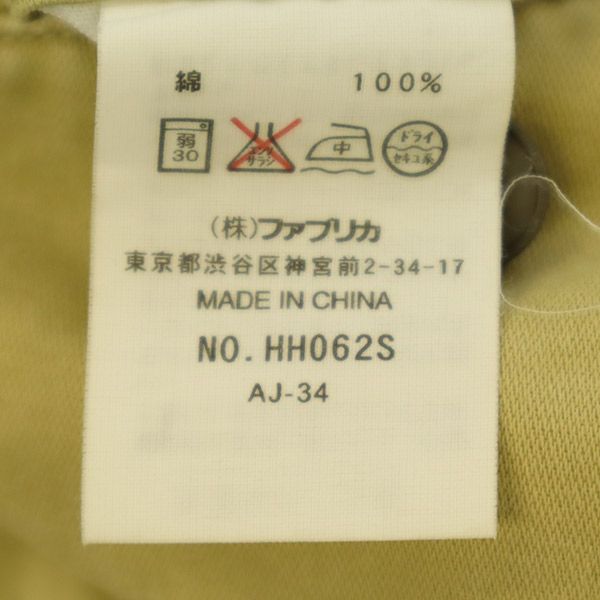 綿 100%
弱 30 エンソ サラシ 中 ドライ セキユ系
(株)ファブリカ
東京都渋谷区神宮前2-34-17
MADE IN CHINA
NO. HH062S
AJ-34